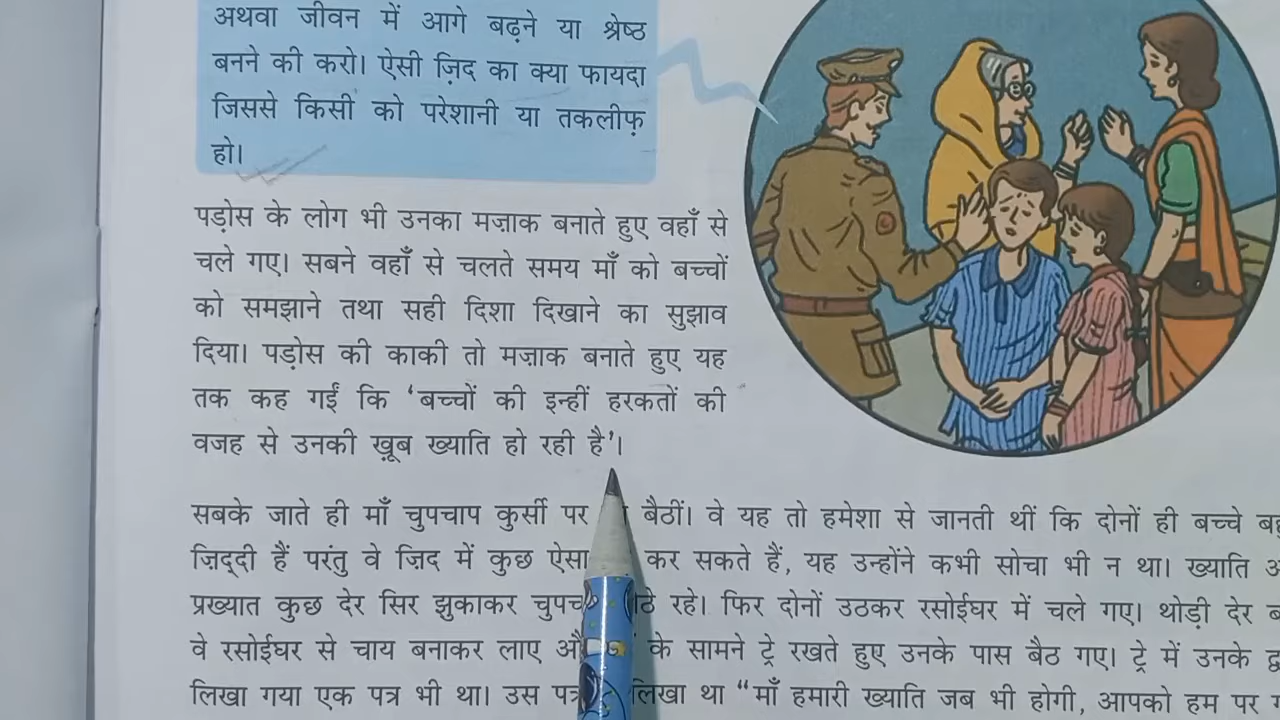 अथवा जीवन में आगे बढ़ने या श्रेष्ठ
बनने की करो। ऐसी ज़िद का क्या फायदा
जिससे किसी को परेशानी या तकलीफ़
हो।
पड़ोस के लोग भी उनका मज़ाक बनाते हुए वहाँ से
चले गए। सबने वहाँ से चलते समय माँ को बच्चों
को समझाने तथा सही दिशा दिखाने का सुझाव
दिया। पड़ोस की काकी तो मज़ाक बनाते हुए यह
तक कह गईं कि ‘बच्चों की इन्हीं हरकतों की
वजह से उनकी ख़ूब ख्याति हो रही है’।
सबके जाते ही माँ चुपचाप कुर्सी पर बैठीं। वे यह तो हमेशा से जानती थीं कि दोनों ही बच्चे
ज़िद्दी हैं परंतु वे ज़िद में कुछ ऐसा कर सकते हैं, यह उन्होंने कभी सोचा भी न था। ख्याति
प्रख्यात कुछ देर सिर झुकाकर रहे। फिर दोनों उठकर रसोईघर में चले गए। थोड़ी देर
वे रसोईघर से चाय बनाकर लाए के सामने ट्रे रखते हुए उनके पास बैठ गए। ट्रे में उनके
लिखा गया एक पत्र भी था। उस लिखा था “माँ हमारी ख्याति जब भी होगी, आपको हम पर